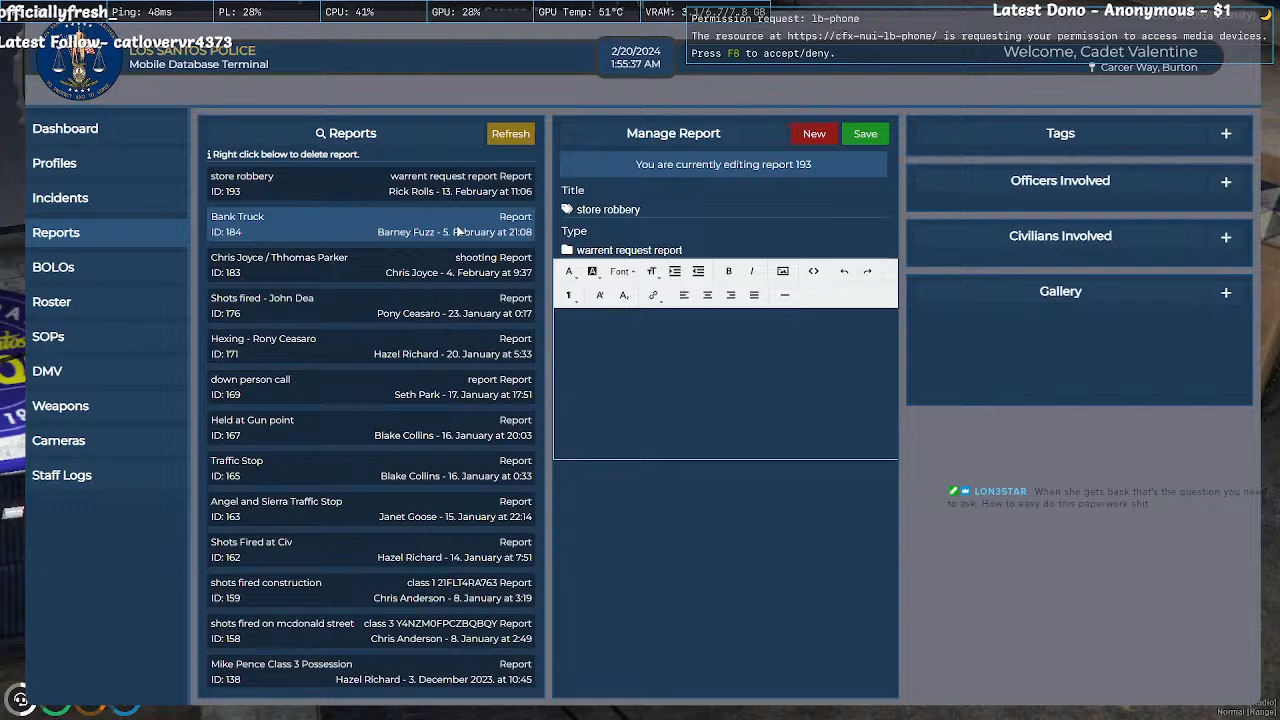 officiallyfresh_
Ping: 48ms
PL: 28%
CPU: 41%
GPU: 28%
GPU Temp: 51°C
VRAM: 3
1/6.7/7.8 GB
Latest Dono - Anonymous - $1
Permission request: lb-phone
The resource at https://cfx-nui-lb-phone/ is requesting your permission to access media devices.
Press F8 to accept/deny.
Latest Follow- catlovervr4373
LOS SANTOS POLICE
Mobile Database Terminal
2/20/2024
1:55:37 AM
Welcome, Cadet Valentine
Carcer Way, Burton
Dashboard
Profiles
Incidents
Reports
BOLOs
Roster
SOPs
DMV
Weapons
Cameras
Staff Logs
Reports
Refresh
Right click below to delete report.
store robbery warrent request report Report
ID: 193 Rick Rolls - 13. February at 11:06
Bank Truck Report
ID: 184 Barney Fuzz - 5. February at 21:08
Chris Joyce / Thhomas Parker shooting Report
ID: 183 Chris Joyce - 4. February at 9:37
Shots fired - John Dea Report
ID: 176 Pony Ceasaro - 23. January at 0:17
Hexing - Rony Ceasaro Report
ID: 171 Hazel Richard - 20. January at 5:33
down person call report Report
ID: 169 Seth Park - 17. January at 17:51
Held at Gun point Report
ID: 167 Blake Collins - 16. January at 20:03
Traffic Stop Report
ID: 165 Blake Collins - 16. January at 0:33
Angel and Sierra Traffic Stop Report
ID: 163 Janet Goose - 15. January at 22:14
Shots Fired at Civ Report
ID: 162 Hazel Richard - 14. January at 7:51
shots fired construction class 1 21FLT4RA763 Report
ID: 159 Chris Anderson - 8. January at 3:19
shots fired on mcdonald street class 3 Y4NZM0FPCZBQBQY Report
ID: 158 Chris Anderson - 8. January at 2:49
Mike Pence Class 3 Possession Report
ID: 138 Hazel Richard - 3. December 2023. at 10:45
Manage Report
New
Save
You are currently editing report 193
Title
store robbery
Type
warrent request report
Font
Tags +
Officers Involved +
Civilians Involved +
Gallery +
LON35TAR When she gets back that's the question you need
to ask. How to easy do this paperwork shit
[Radio]
Normal [Range]